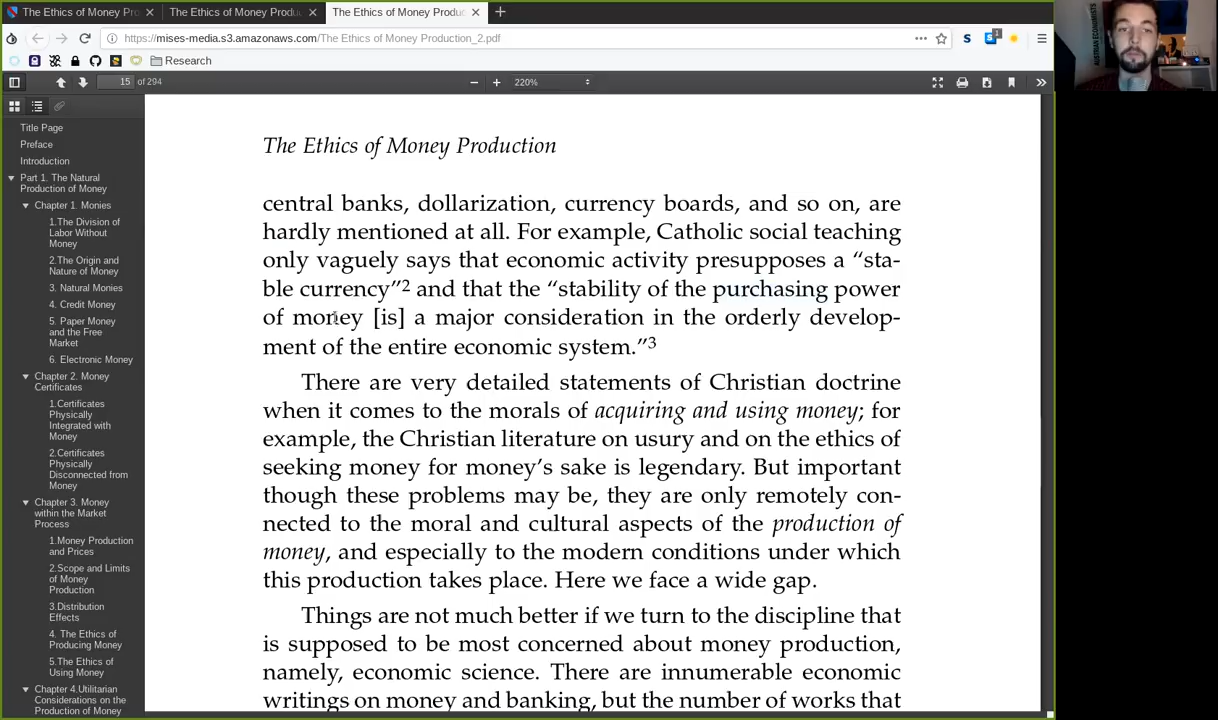 The Ethics of Money Pro
The Ethics of Money Produ
The Ethics of Money Produc
https://mises-media.s3.amazonaws.com/The Ethics of Money Production_2.pdf
Research
15 of 294
220%
Title Page
Preface
Introduction
Part 1. The Natural
Production of Money
Chapter 1. Monies
1.The Division of
Labor Without
Money
2.The Origin and
Nature of Money
3. Natural Monies
4. Credit Money
5. Paper Money
and the Free
Market
6. Electronic Money
Chapter 2. Money
Certificates
1.Certificates
Physically
Integrated with
Money
2.Certificates
Physically
Disconnected from
Money
Chapter 3. Money
within the Market
Process
1.Money Production
and Prices
2.Scope and Limits
of Money
Production
3.Distribution
Effects
4. The Ethics of
Producing Money
5.The Ethics of
Using Money
Chapter 4.Utilitarian
Considerations on the
Production of Money
The Ethics of Money Production
central banks, dollarization, currency boards, and so on, are
hardly mentioned at all. For example, Catholic social teaching
only vaguely says that economic activity presupposes a “sta-
ble currency”2 and that the “stability of the purchasing power
of money [is] a major consideration in the orderly develop-
ment of the entire economic system.”3
There are very detailed statements of Christian doctrine
when it comes to the morals of acquiring and using money; for
example, the Christian literature on usury and on the ethics of
seeking money for money’s sake is legendary. But important
though these problems may be, they are only remotely con-
nected to the moral and cultural aspects of the production of
money, and especially to the modern conditions under which
this production takes place. Here we face a wide gap.
Things are not much better if we turn to the discipline that
is supposed to be most concerned about money production,
namely, economic science. There are innumerable economic
writings on money and banking, but the number of works that
AUSTRIAN ECONOMISTS